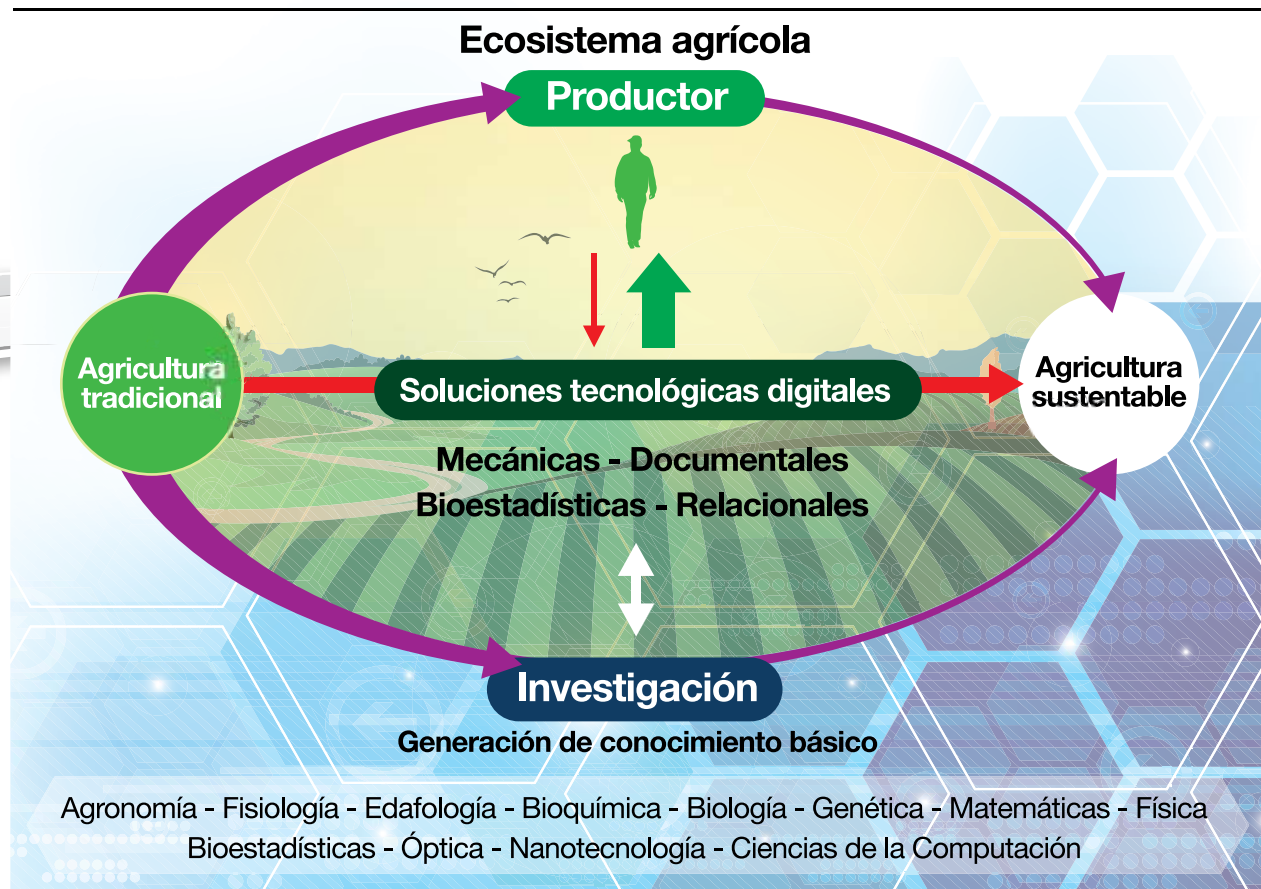 Ecosistema agrícola
Productor
Agricultura
tradicional
Soluciones tecnológicas digitales
Agricultura
sustentable
Mecánicas - Documentales
Bioestadísticas - Relacionales
Investigación
Generación de conocimiento básico
Agronomía - Fisiología - Edafología - Bioquímica - Biología - Genética - Matemáticas - Física
Bioestadísticas - Óptica - Nanotecnología - Ciencias de la Computación